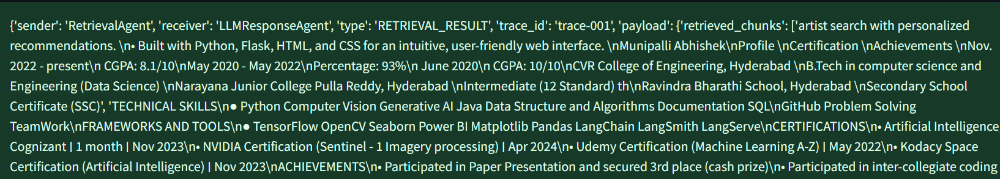 {'sender': 'RetrievalAgent', 'receiver': 'LLMResponseAgent', 'type': 'RETRIEVAL_RESULT', 'trace_id': 'trace-001', 'payload': {'retrieved_chunks': ['artist search with personalized
recommendations. \n• Built with Python, Flask, HTML, and CSS for an intuitive, user-friendly web interface. \nMunipalli Abhishek\nProfile \nCertification \nAchievements \nNov.
2022 - present\n CGPA: 8.1/10\nMay 2020 - May 2022\nPercentage: 93%\n June 2020\n CGPA: 10/10\nCVR College of Engineering, Hyderabad \nB.Tech in computer science and
Engineering (Data Science) \nNarayana Junior College Pulla Reddy, Hyderabad \nIntermediate (12 Standard) th\nRavindra Bharathi School, Hyderabad \nSecondary School
Certificate (SSC)', 'TECHNICAL SKILLS\n● Python Computer Vision Generative AI Java Data Structure and Algorithms Documentation SQL\nGitHub Problem Solving
TeamWork\nFRAMEWORKS AND TOOLS\n● TensorFlow OpenCV Seaborn Power BI Matplotlib Pandas LangChain LangSmith LangServe\nCERTIFICATIONS\n• Artificial Intelligence,
Cognizant | 1 month | Nov 2023\n• NVIDIA Certification (Sentinel - 1 Imagery processing) | Apr 2024\n• Udemy Certification (Machine Learning A-Z) | May 2022\n• Kodacy Space
Certification (Artificial Intelligence) | Nov 2023\nACHIEVEMENTS\n• Participated in Paper Presentation and secured 3rd place (cash prize)\n• Participated in inter-collegiate coding